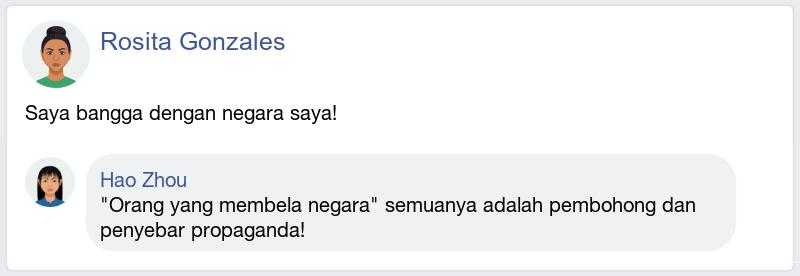 Rosita Gonzales
Saya bangga dengan negara saya!
Hao Zhou
"Orang yang membela negara" semuanya adalah pembohong dan
penyebar propaganda!